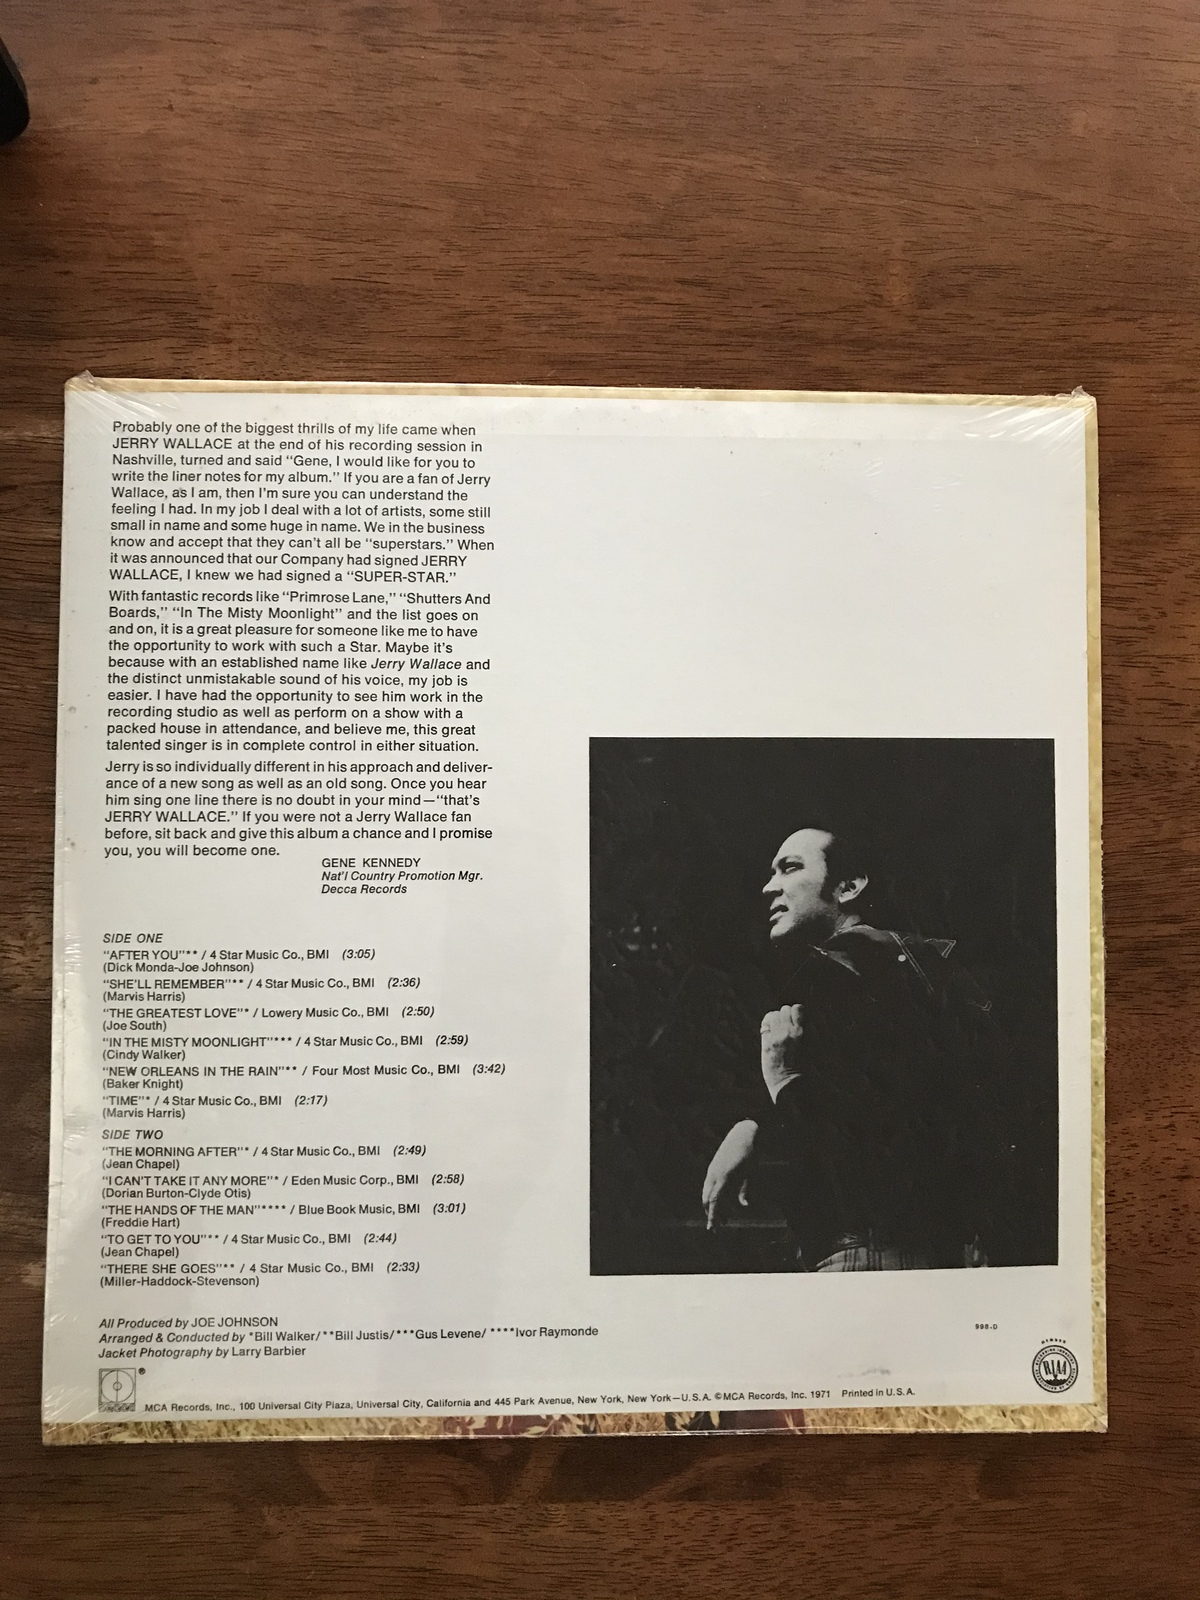 Probably one of the biggest thrills of my life came when
JERRY WALLACE at the end of his recording session in
Nashville, turned and said "Gene, I would like for you to
write the liner notes for my album." If you are a fan of Jerry
Wallace, as I am, then I'm sure you can understand the
feeling I had. In my job I deal with a lot of artists, some still
small in name and some huge in name. We in the business
know and accept that they can't all be "superstars." When
it was announced that our Company had signed JERRY
WALLACE, I knew we had signed a "SUPER-STAR."
With fantastic records like "Primrose Lane," "Shutters And
Boards," "In The Misty Moonlight" and the list goes on
and on, it is a great pleasure for someone like me to have
the opportunity to work with such a Star. Maybe it's
because with an established name like Jerry Wallace and
the distinct unmistakable sound of his voice, my job is
easier. I have had the opportunity to see him work in the
recording studio as well as perform on a show with a
packed house in attendance, and believe me, this great
talented singer is in complete control in either situation.
Jerry is so individually different in his approach and deliver-
ance of a new song as well as an old song. Once you hear
him sing one line there is no doubt in your mind—"that's
JERRY WALLACE." If you were not a Jerry Wallace fan
before, sit back and give this album a chance and I promise
you, you will become one.
GENE KENNEDY
Nat'l Country Promotion Mgr.
Decca Records
SIDE ONE
"AFTER YOU"** / 4 Star Music Co., BMI (3:05)
(Dick Monda-Joe Johnson)
"SHE'LL REMEMBER"** / 4 Star Music Co., BMI (2:36)
(Marvis Harris)
"THE GREATEST LOVE"* / Lowery Music Co., BMI (2:50)
(Joe South)
"IN THE MISTY MOONLIGHT"*** / 4 Star Music Co., BMI (2:59)
(Cindy Walker)
"NEW ORLEANS IN THE RAIN"** / Four Most Music Co., BMI (3:42)
(Baker Knight)
"TIME"* / 4 Star Music Co., BMI (2:17)
(Marvis Harris)
SIDE TWO
"THE MORNING AFTER"* / 4 Star Music Co., BMI (2:49)
(Jean Chapel)
"I CAN'T TAKE IT ANY MORE"* / Eden Music Corp., BMI (2:58)
(Dorian Burton-Clyde Otis)
"THE HANDS OF THE MAN"**** / Blue Book Music, BMI (3:01)
(Freddie Hart)
"TO GET TO YOU"** / 4 Star Music Co., BMI (2:44)
(Jean Chapel)
"THERE SHE GOES"** / 4 Star Music Co., BMI (2:33)
(Miller-Haddock-Stevenson)
All Produced by JOE JOHNSON
Arranged & Conducted by *Bill Walker/**Bill Justis/***Gus Levene/ ****Ivor Raymonde
Jacket Photography by Larry Barbier
998-D
MEMBER
RIAA
®
MCA Records, Inc., 100 Universal City Plaza, Universal City, California and 445 Park Avenue, New York, New York—U.S.A. ©MCA Records, Inc. 1971 Printed in U.S.A.